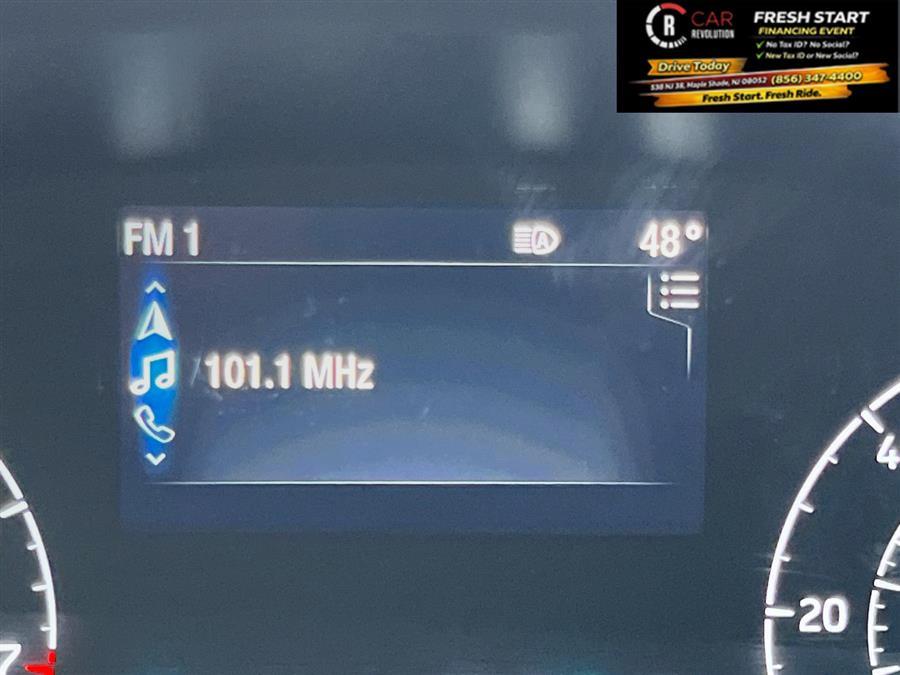 CAR
REVOLUTION
R
FRESH START
FINANCING EVENT
✓ No Tax ID? No Social?
✓ New Tax ID or New Social?
Drive Today
538 NJ 38, Maple Shade, NJ 08052 (856) 347-4400
Fresh Start. Fresh Ride.
FM 1
A
48°
101.1 MHz
4
20
7